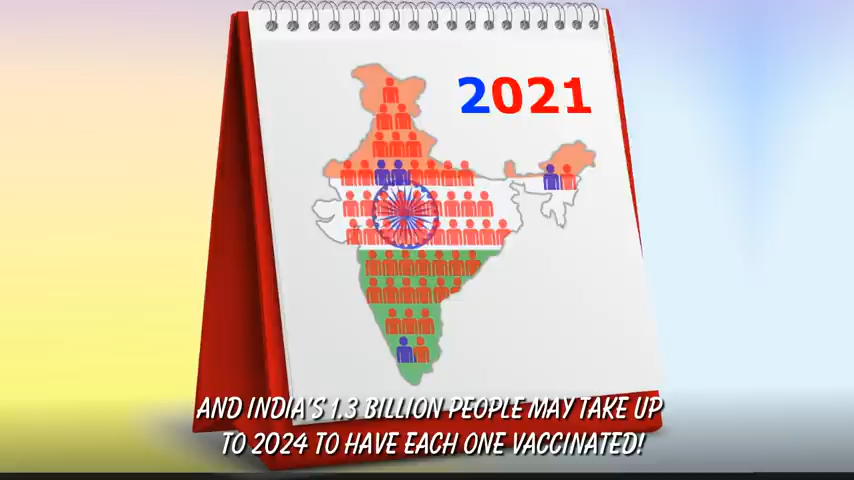 2021
AND INDIA'S 1.3 BILLION PEOPLE MAY TAKE UP
TO 2024 TO HAVE EACH ONE VACCINATED!